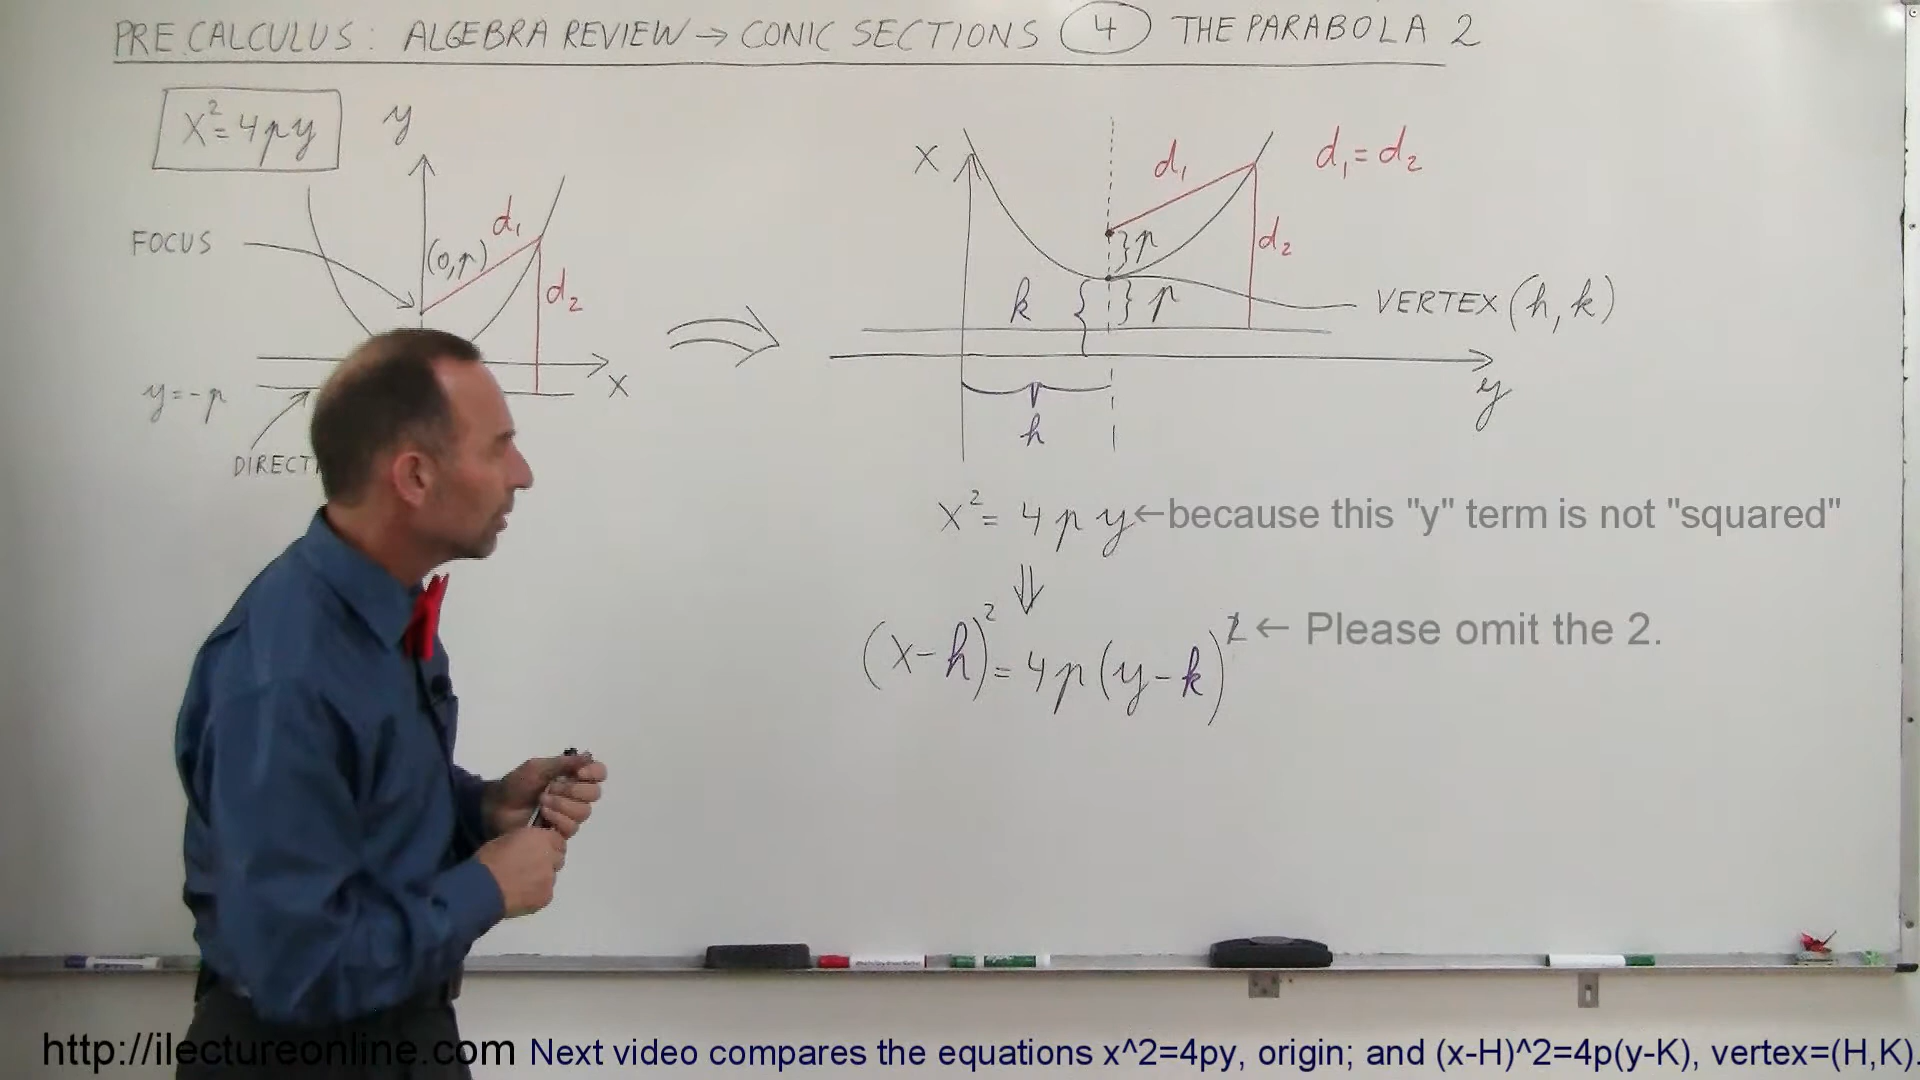 PRECALCULUS: ALGEBRA REVIEW → CONIC SECTIONS 4 THE PARABOLA 2
x²=4py
y
FOCUS
(0,p)
d₁
d₂
x
y=-p
DIRECT
x
d₁
d₁=d₂
}p
d₂
k
{
}p
VERTEX(h,k)
y
h
x² = 4py ←because this "y" term is not "squared"
⇓
(x-h)² = 4p(y-k)² ← Please omit the 2.
http://ilectureonline.com Next video compares the equations x^2=4py, origin; and (x-H)^2=4p(y-K), vertex=(H,K).